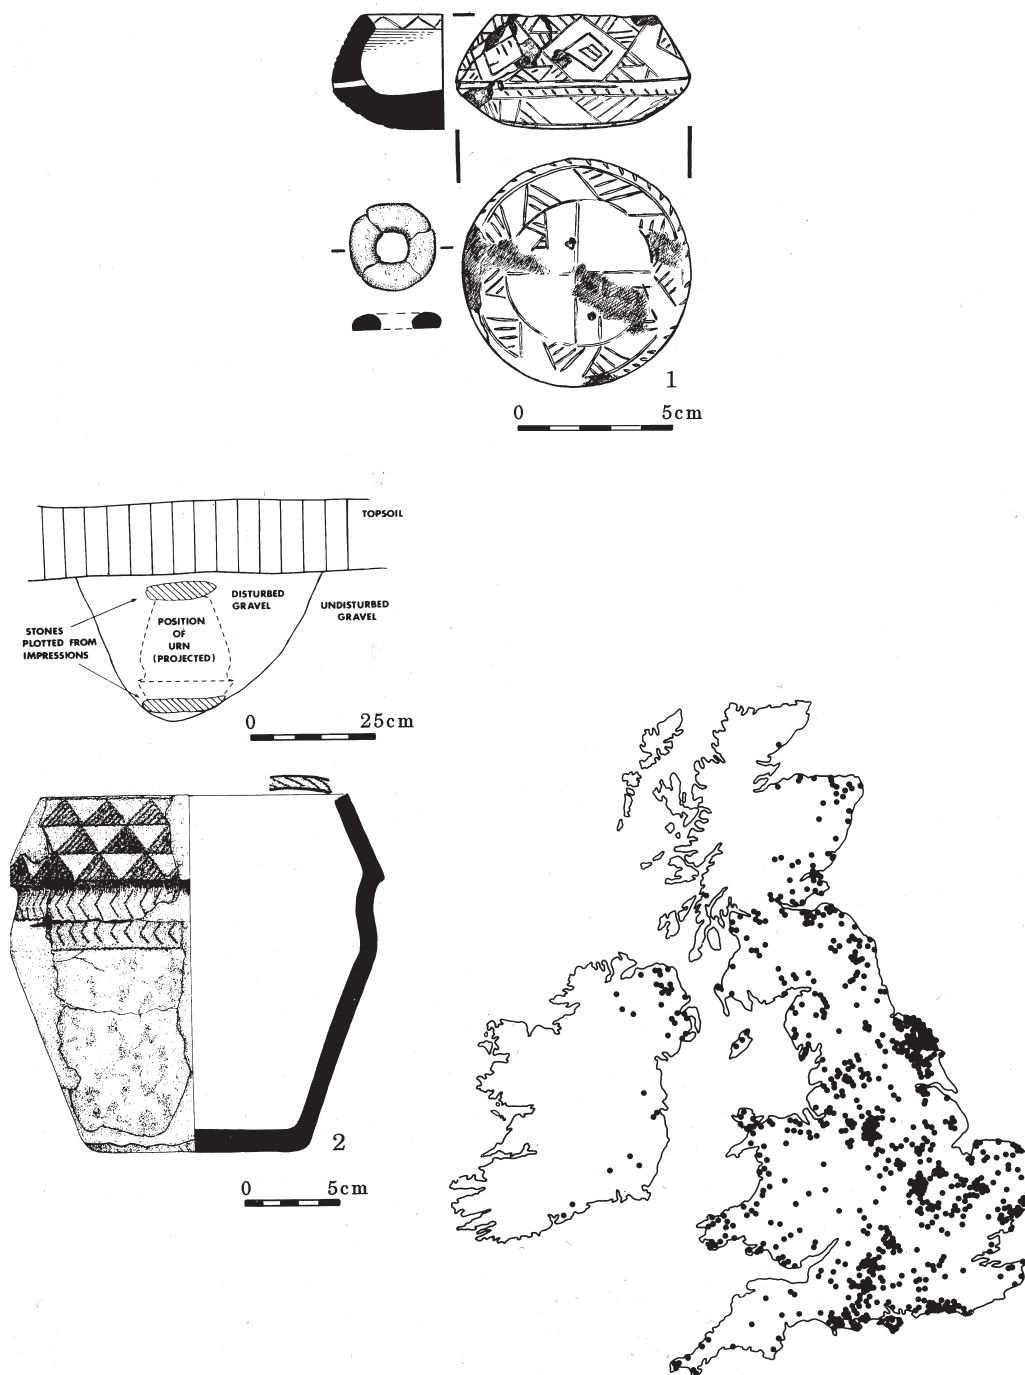 1
0 5cm
TOPSOIL
DISTURBED
GRAVEL
UNDISTURBED
GRAVEL
STONES
PLOTTED FROM
IMPRESSIONS
POSITION
OF
URN
(PROJECTED)
0 25cm
2
0 5cm